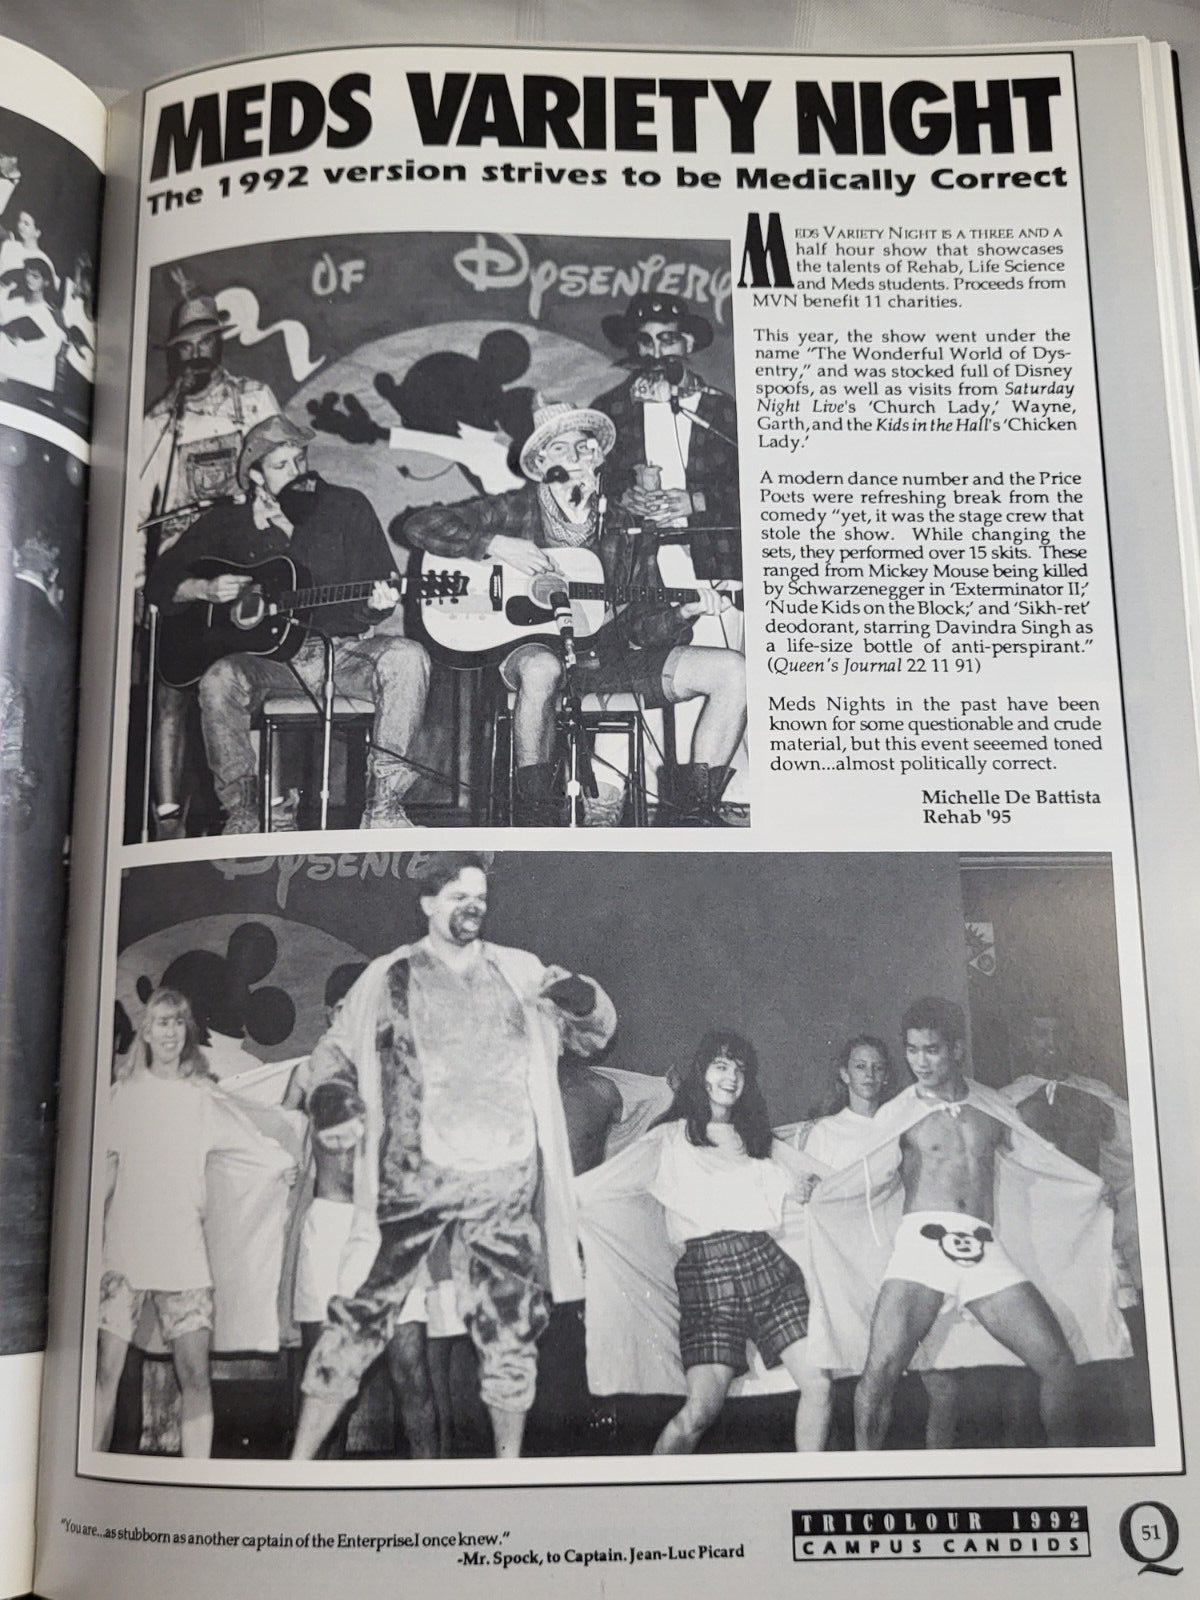 MEDS VARIETY NIGHT
The 1992 version strives to be Medically Correct
OF DYSENTERY
MEDS VARIETY NIGHT IS A THREE AND A
half hour show that showcases
the talents of Rehab, Life Science
and Meds students. Proceeds from
MVN benefit 11 charities.
This year, the show went under the
name "The Wonderful World of Dys-
entry," and was stocked full of Disney
spoofs, as well as visits from Saturday
Night Live's 'Church Lady,' Wayne,
Garth, and the Kids in the Hall's 'Chicken
Lady.'
A modern dance number and the Price
Poets were refreshing break from the
comedy "yet, it was the stage crew that
stole the show. While changing the
sets, they performed over 15 skits. These
ranged from Mickey Mouse being killed
by Schwarzenegger in 'Exterminator II;'
'Nude Kids on the Block;' and 'Sikh-ret'
deodorant, starring Davindra Singh as
a life-size bottle of anti-perspirant."
(Queen's Journal 22 11 91)
Meds Nights in the past have been
known for some questionable and crude
material, but this event seeemed toned
down...almost politically correct.
Michelle De Battista
Rehab '95
DYSENTE
"You are...as stubborn as another captain of the Enterprise I once knew."
-Mr. Spock, to Captain. Jean-Luc Picard
TRICOLOUR 1992
CAMPUS CANDIDS
Q 51